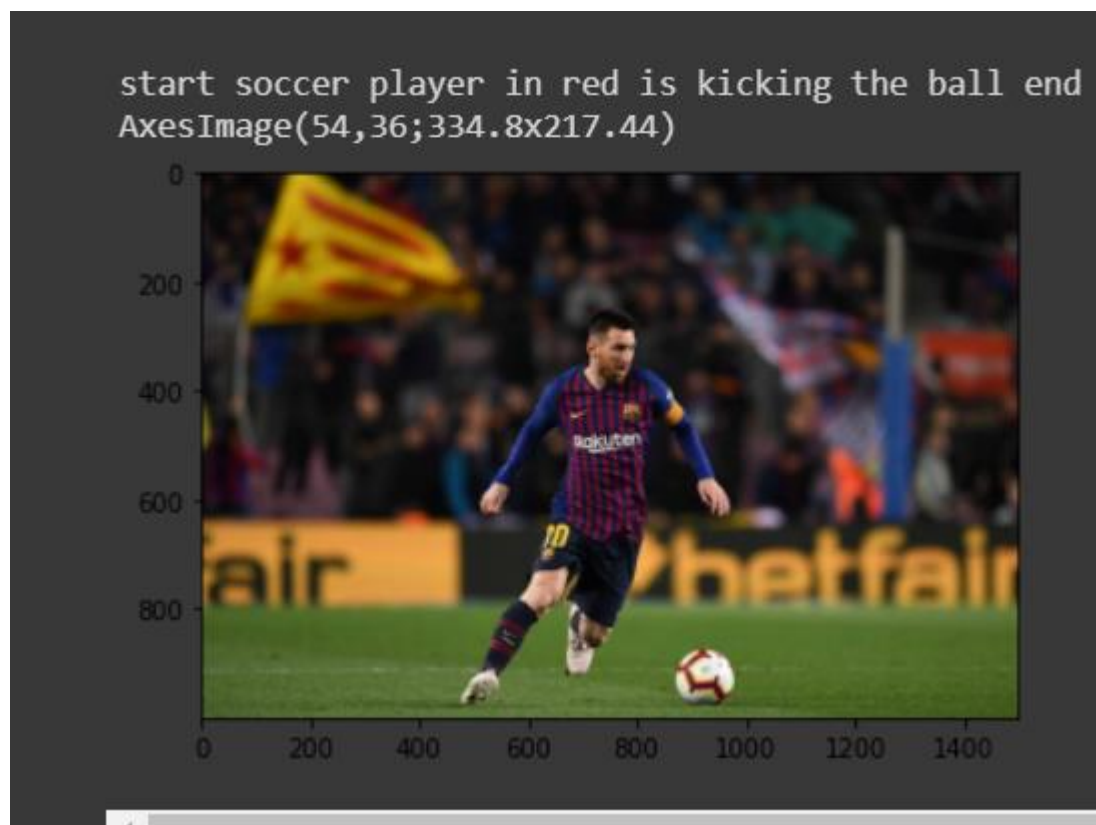 start soccer player in red is kicking the ball end
AxesImage(54,36;334.8x217.44)
0
200
400
600
800
Rakuten
10
fair
betfair
0 200 400 600 800 1000 1200 1400